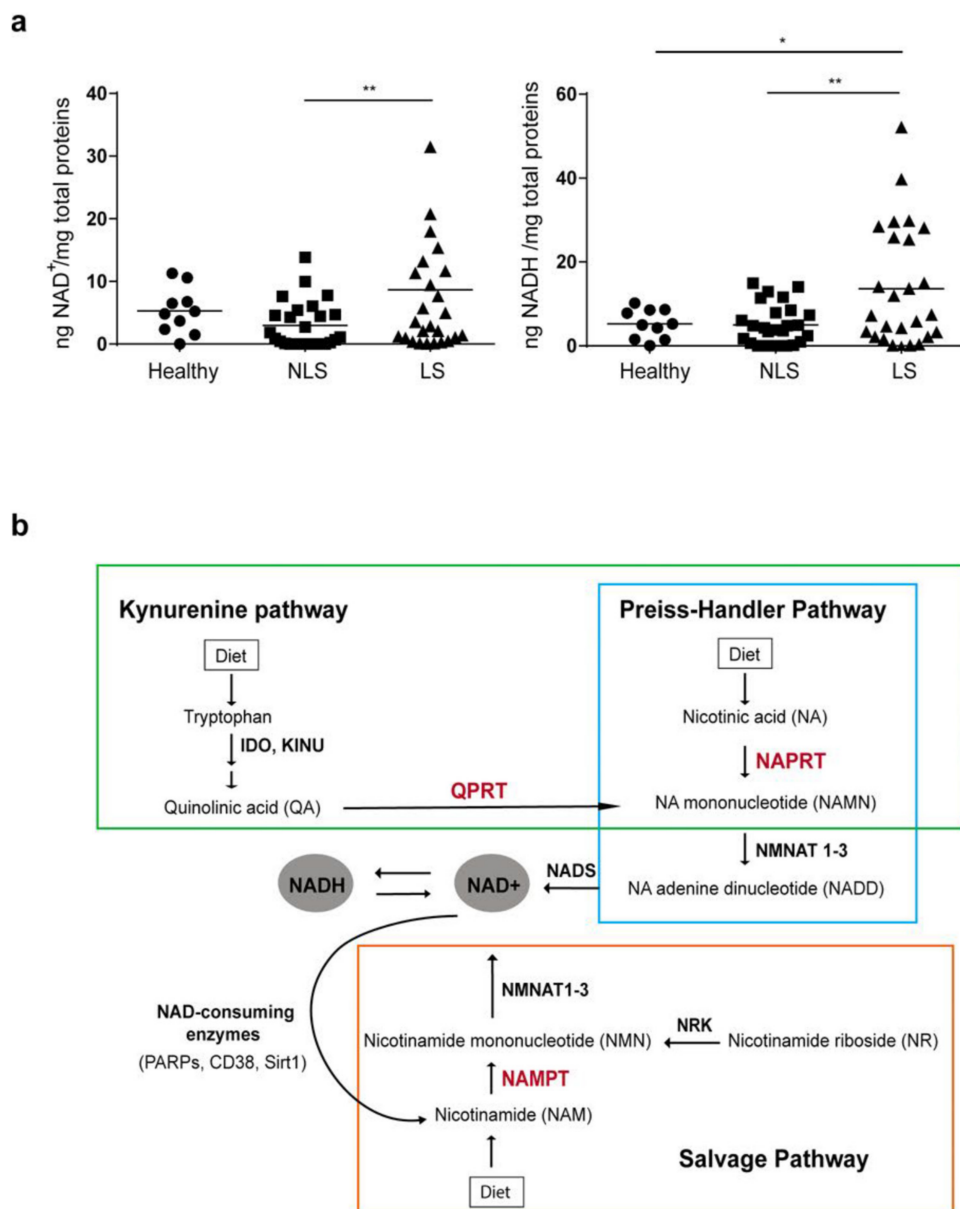 a
*
**
**
ng NAD+/mg total proteins
40
30
20
10
0
Healthy
NLS
LS
ng NADH /mg total proteins
60
40
20
0
Healthy
NLS
LS
b
Kynurenine pathway
Preiss-Handler Pathway
Diet
Diet
Tryptophan
Nicotinic acid (NA)
IDO, KINU
NAPRT
QPRT
Quinolinic acid (QA)
NA mononucleotide (NAMN)
NMNAT 1-3
NADS
NADH
NAD+
NA adenine dinucleotide (NADD)
NMNAT1-3
NAD-consuming
enzymes
(PARPs, CD38, Sirt1)
NRK
Nicotinamide mononucleotide (NMN)
Nicotinamide riboside (NR)
NAMPT
Nicotinamide (NAM)
Salvage Pathway
Diet